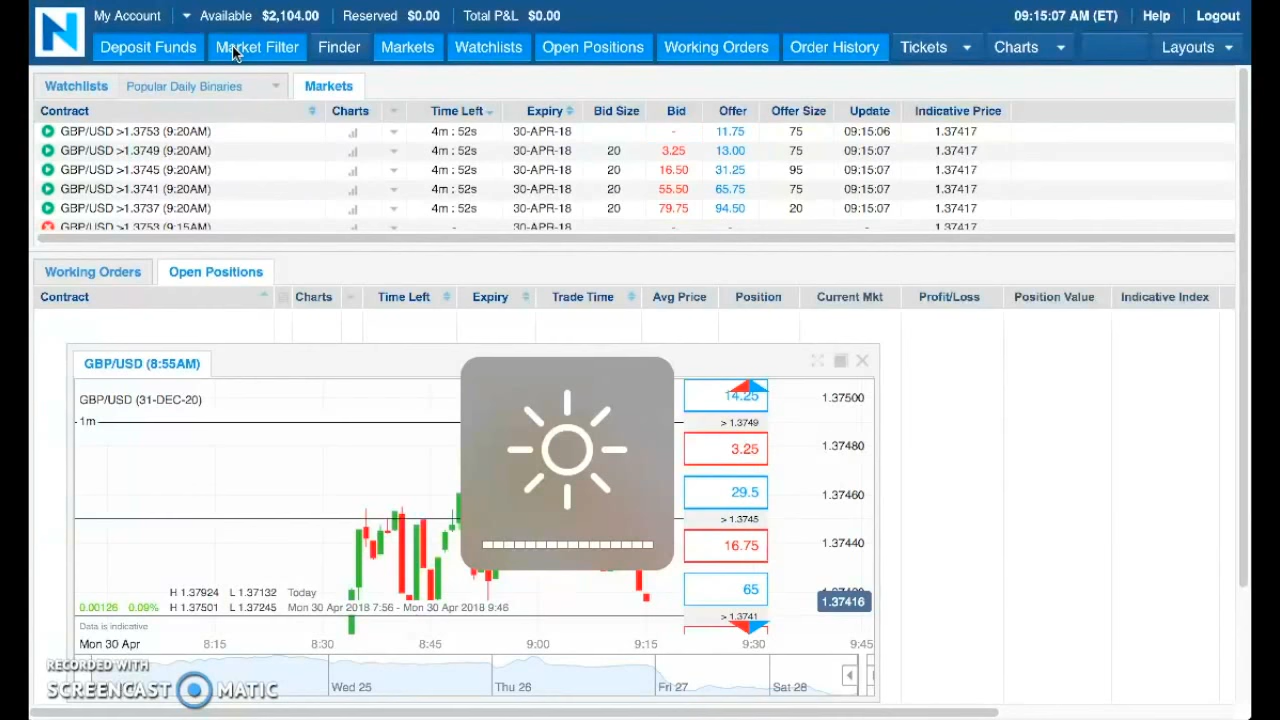 N
My Account Available $2,104.00 Reserved $0.00 Total P&L $0.00 09:15:07 AM (ET) Help Logout
Deposit Funds Market Filter Finder Markets Watchlists Open Positions Working Orders Order History Tickets Charts Layouts
Watchlists Popular Daily Binaries Markets
Contract Charts Time Left Expiry Bid Size Bid Offer Offer Size Update Indicative Price
GBP/USD >1.3753 (9:20AM) 4m : 52s 30-APR-18 - 11.75 75 09:15:06 1.37417
GBP/USD >1.3749 (9:20AM) 4m : 52s 30-APR-18 20 3.25 13.00 75 09:15:07 1.37417
GBP/USD >1.3745 (9:20AM) 4m : 52s 30-APR-18 20 16.50 31.25 95 09:15:07 1.37417
GBP/USD >1.3741 (9:20AM) 4m : 52s 30-APR-18 20 55.50 65.75 75 09:15:07 1.37417
GBP/USD >1.3737 (9:20AM) 4m : 52s 30-APR-18 20 79.75 94.50 20 09:15:07 1.37417
GBP/USD >1.3753 (9:15AM) - 30-APR-18 - - - - - 1.37417
Working Orders Open Positions
Contract Charts Time Left Expiry Trade Time Avg Price Position Current Mkt Profit/Loss Position Value Indicative Index
GBP/USD (8:55AM)
GBP/USD (31-DEC-20) 14.25 1.37500
1m > 1.3749
3.25 1.37480
29.5 1.37460
> 1.3745
16.75 1.37440
65
H 1.37924 L 1.37132 Today
1.37416
0.00126 0.09% H 1.37501 L 1.37245 Mon 30 Apr 2018 7:56 - Mon 30 Apr 2018 9:46
> 1.3741
Data is indicative
Mon 30 Apr 8:15 8:30 8:45 9:00 9:15 9:30 9:45
RECORDED WITH
SCREENCAST MATIC
Wed 25 Thu 26 Fri 27 Sat 28